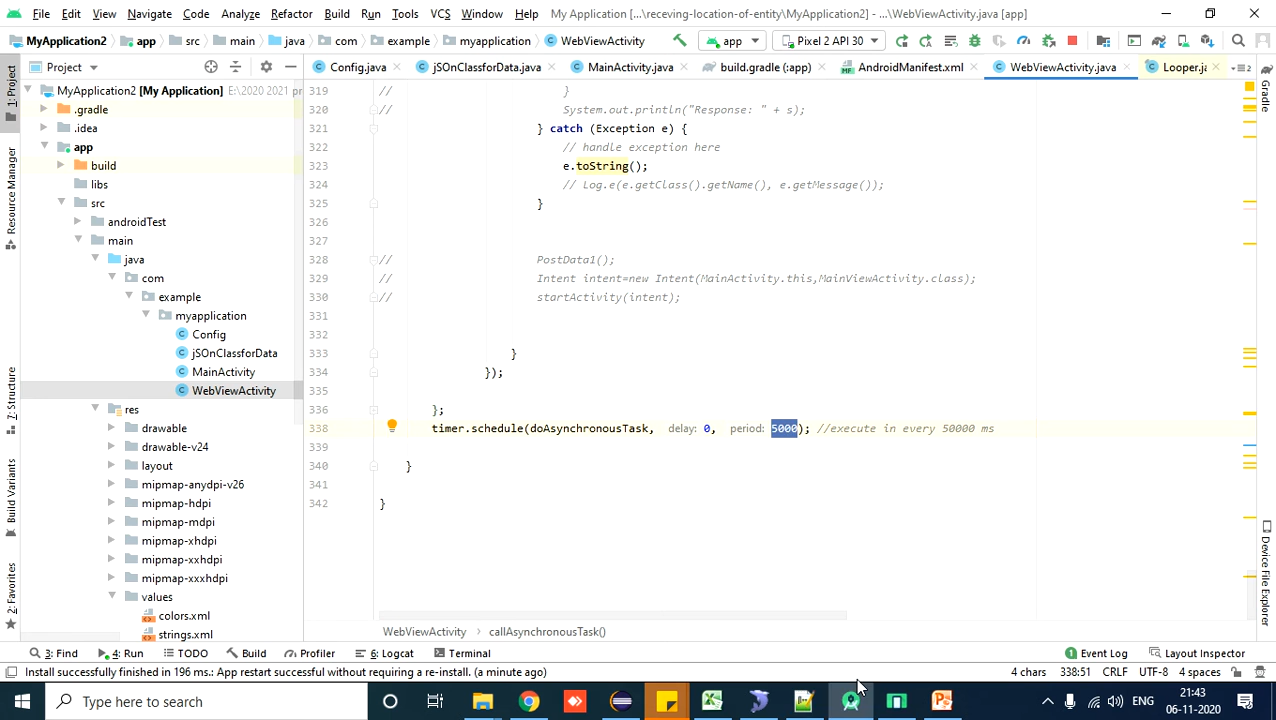 File Edit View Navigate Code Analyze Refactor Build Run Tools VCS Window Help My Application [...\receving-location-of-entity\MyApplication2] - ...\WebViewActivity.java [app]
MyApplication2 app src main java com example myapplication WebViewActivity app Pixel 2 API 30
Project Config.java jSOnClassforData.java MainActivity.java build.gradle (:app) AndroidManifest.xml WebViewActivity.java Looper.ja 2
MyApplication2 [My Application] E:\2020 2021 pr
.gradle
.idea
app
build
libs
src
androidTest
main
java
com
example
myapplication
Config
jSOnClassforData
MainActivity
WebViewActivity
res
drawable
drawable-v24
layout
mipmap-anydpi-v26
mipmap-hdpi
mipmap-mdpi
mipmap-xhdpi
mipmap-xxhdpi
mipmap-xxxhdpi
values
colors.xml
strings.xml
319 // }
320 // System.out.println("Response: " + s);
321 } catch (Exception e) {
322 // handle exception here
323 e.toString();
324 // Log.e(e.getClass().getName(), e.getMessage());
325 }
326
327
328 // PostData1();
329 // Intent intent=new Intent(MainActivity.this,MainViewActivity.class);
330 // startActivity(intent);
331
332
333 }
334 });
335
336 };
338 timer.schedule(doAsynchronousTask, delay: 0, period: 5000); //execute in every 50000 ms
339
340 }
341
342 }
WebViewActivity callAsynchronousTask()
1: Project
Resource Manager
7: Structure
Build Variants
2: Favorites
Gradle
Device File Explorer
3: Find 4: Run TODO Build Profiler 6: Logcat Terminal 1 Event Log Layout Inspector
Install successfully finished in 196 ms.: App restart successful without requiring a re-install. (a minute ago) 4 chars 338:51 CRLF UTF-8 4 spaces
Type here to search ENG 21:43
06-11-2020